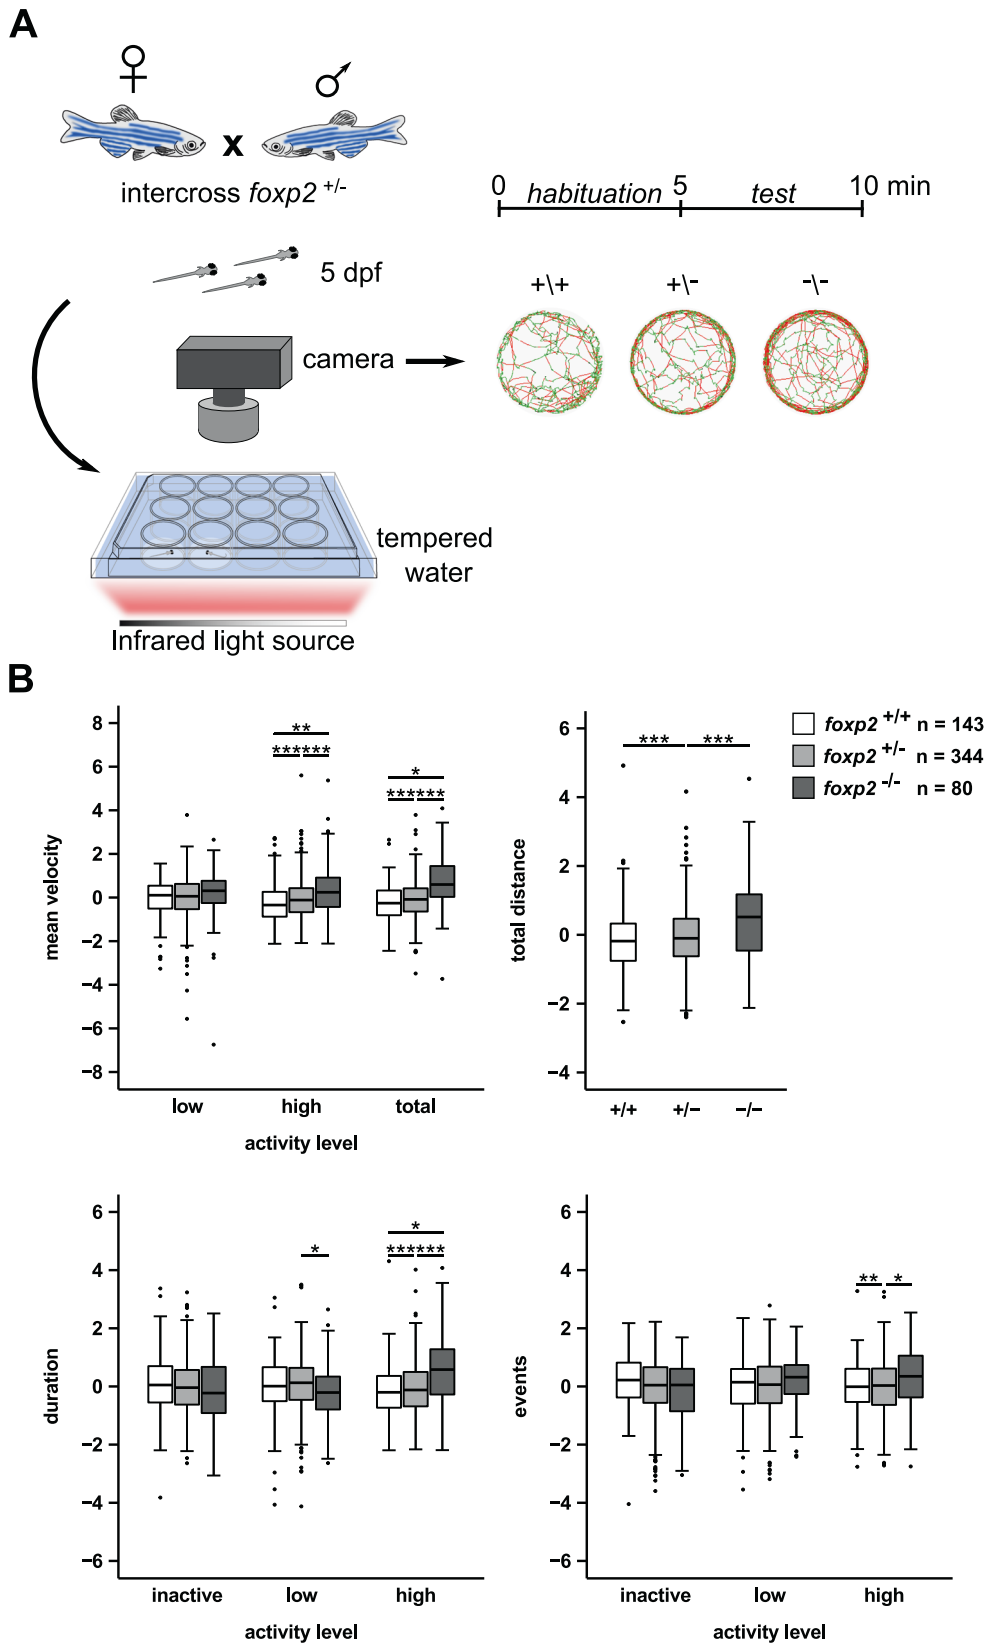 A
♀ ♂
x
intercross foxp2 +/-
0 5 10 min
habituation test
5 dpf
+\+ +\- -\-
camera
tempered
water
Infrared light source
B
foxp2 +/+ n = 143
foxp2 +/- n = 344
foxp2 -/- n = 80
mean velocity
8
6
4
2
0
−2
−4
−6
−8
** 
*** ***
*
*** ***
low high total
activity level
total distance
6
4
2
0
−2
−4
*** ***
+/+ +/− −/−
duration
6
4
2
0
−2
−4
−6
*
*
*** ***
inactive low high
activity level
events
6
4
2
0
−2
−4
−6
** *
inactive low high
activity level